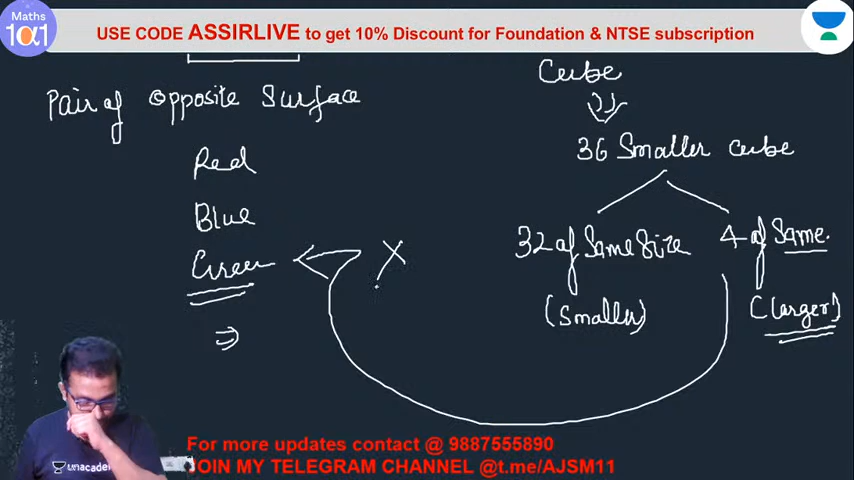 Maths
101
USE CODE ASSIRLIVE to get 10% Discount for Foundation & NTSE subscription
Cube
Pair of opposite Surface
36 Smaller cube
Red
Blue
32 of Same Size
4 of Same.
Green
X
(Smaller)
(Larger)
unacademy
For more updates contact @ 9887555890
JOIN MY TELEGRAM CHANNEL @t.me/AJSM11